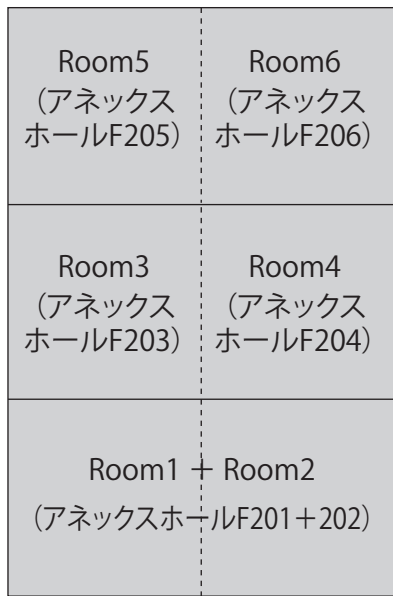 Room5
（アネックス
ホールF205）
Room6
（アネックス
ホールF206）
Room3
（アネックス
ホールF203）
Room4
（アネックス
ホールF204）
Room1 + Room2
（アネックスホールF201＋202）